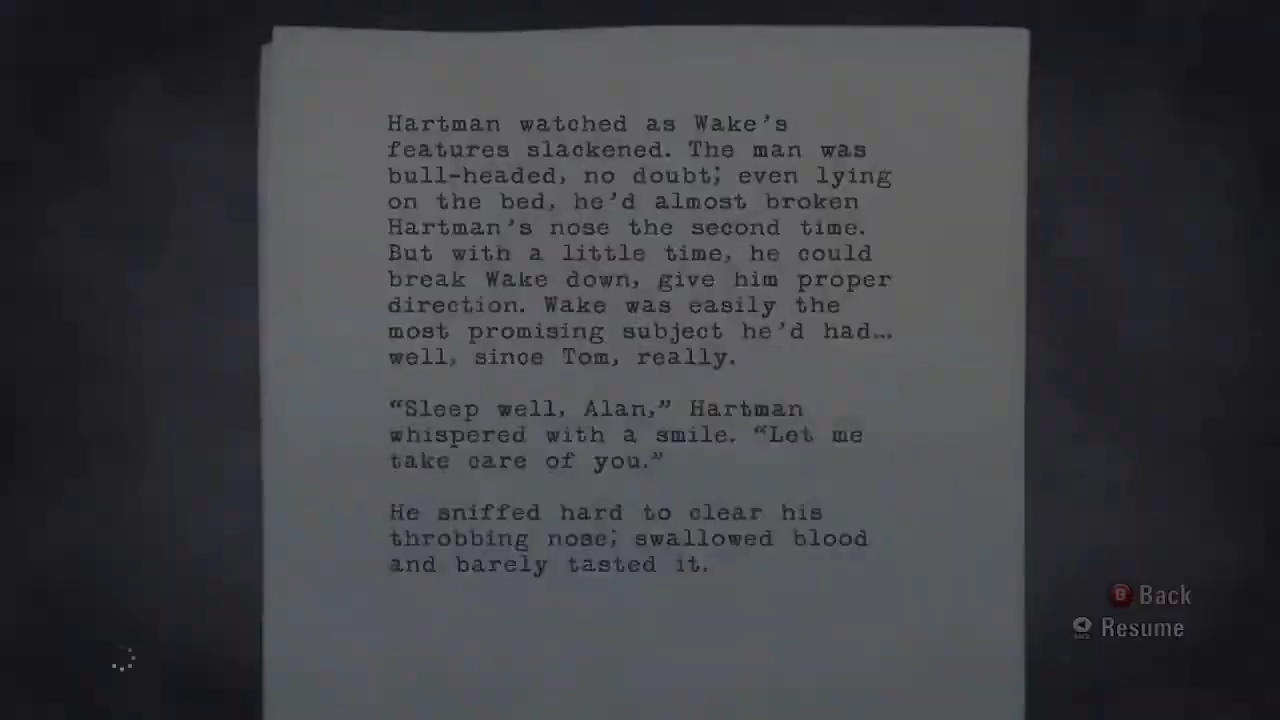 Hartman watched as Wake's
features slackened. The man was
bull-headed, no doubt; even lying
on the bed, he'd almost broken
Hartman's nose the second time.
But with a little time, he could
break Wake down, give him proper
direction. Wake was easily the
most promising subject he'd had…
well, since Tom, really.
“Sleep well, Alan,” Hartman
whispered with a smile. “Let me
take care of you.”
He sniffed hard to clear his
throbbing nose; swallowed blood
and barely tasted it.
B Back
Resume